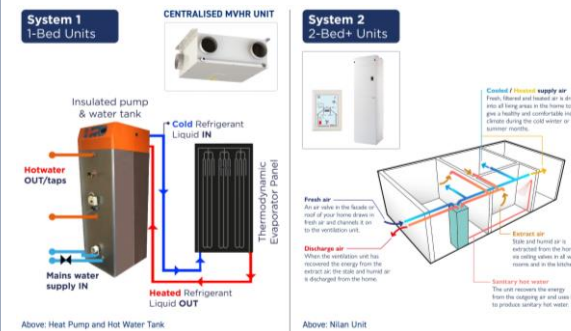 System 1
1-Bed Units
CENTRALISED MVHR UNIT
Insulated pump
& water tank
Cold Refrigerant
Liquid IN
Hotwater
OUT/taps
Thermodynamic
Evaporator Panel
Mains water
supply IN
Heated Refrigerant
Liquid OUT
Above: Heat Pump and Hot Water Tank
System 2
2-Bed+ Units
Cooled / Heated supply air
Fresh, filtered and heated air is
into all living areas in the home to
give a healthy and comfortable
climate during the cold winter or
summer months.
Fresh air
An air valve in the facade or
roof of your home draws in
fresh air and channels it on
to the ventilation unit.
Discharge air
When the ventilation unit has
recovered the energy from the
extract air, the stale and humid air
is discharged from the home.
Extract air
Stale and humid air is
extracted from the
via ceiling valves in all
rooms and in the kitchen
Sanitary hot water
The unit recovers the energy
from the outgoing air and uses
to produce sanitary hot water.
Above: Nilan Unit